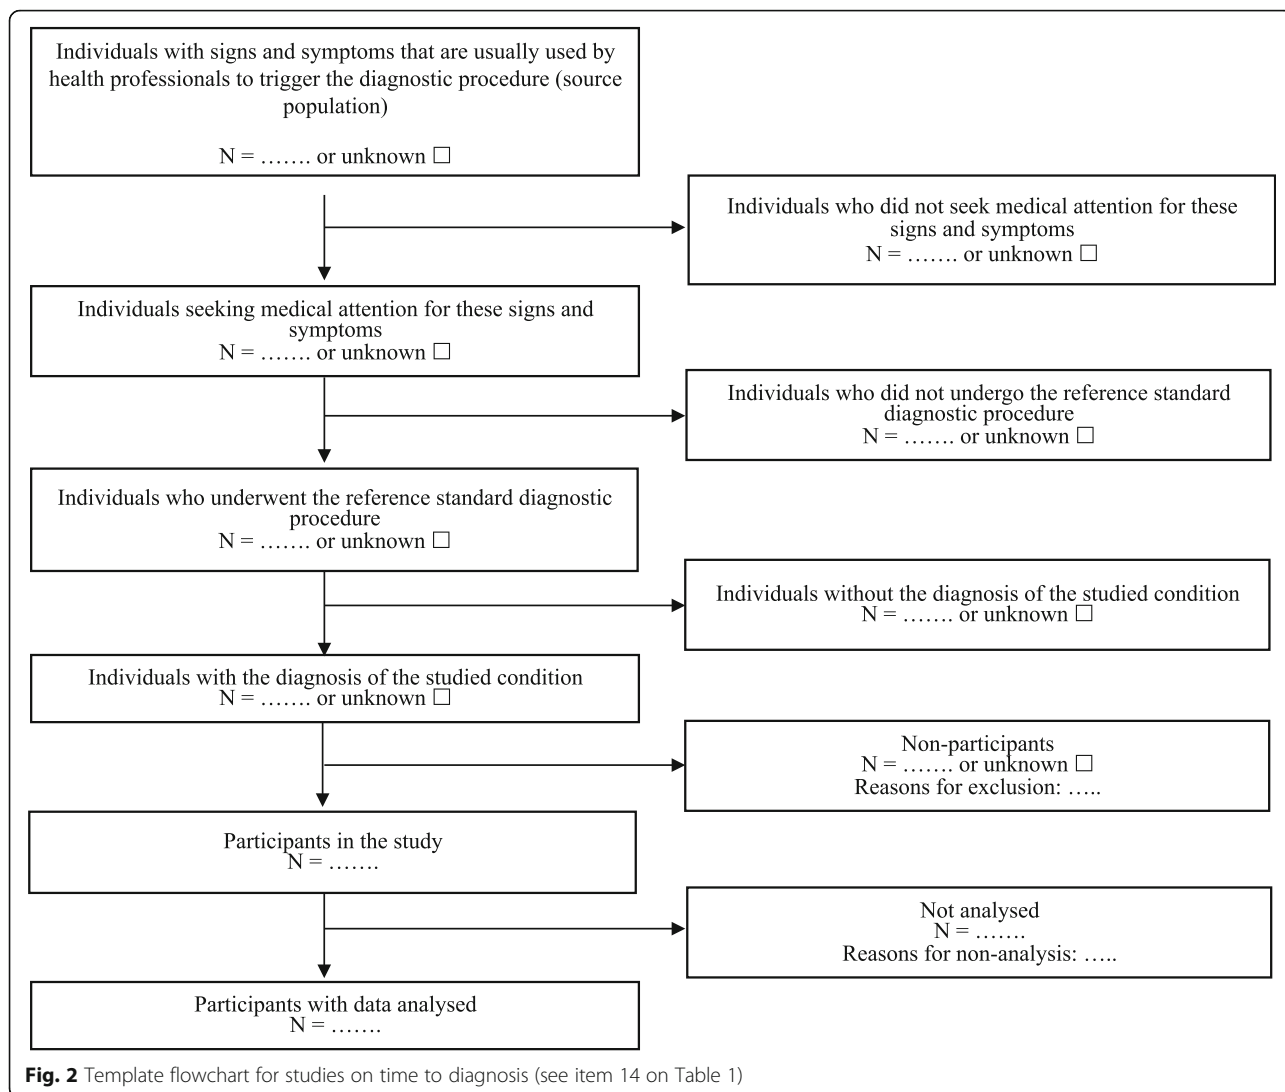 Individuals with signs and symptoms that are usually used by
health professionals to trigger the diagnostic procedure (source
population)
N = ……. or unknown ☐
Individuals who did not seek medical attention for these
signs and symptoms
N = ……. or unknown ☐
Individuals seeking medical attention for these signs and
symptoms
N = ……. or unknown ☐
Individuals who did not undergo the reference standard
diagnostic procedure
N = ……. or unknown ☐
Individuals who underwent the reference standard diagnostic
procedure
N = ……. or unknown ☐
Individuals without the diagnosis of the studied condition
N = ……. or unknown ☐
Individuals with the diagnosis of the studied condition
N = ……. or unknown ☐
Non-participants
N = ……. or unknown ☐
Reasons for exclusion: …..
Participants in the study
N = …….
Not analysed
N = …….
Reasons for non-analysis: …..
Participants with data analysed
N = …….
Fig. 2 Template flowchart for studies on time to diagnosis (see item 14 on Table 1)